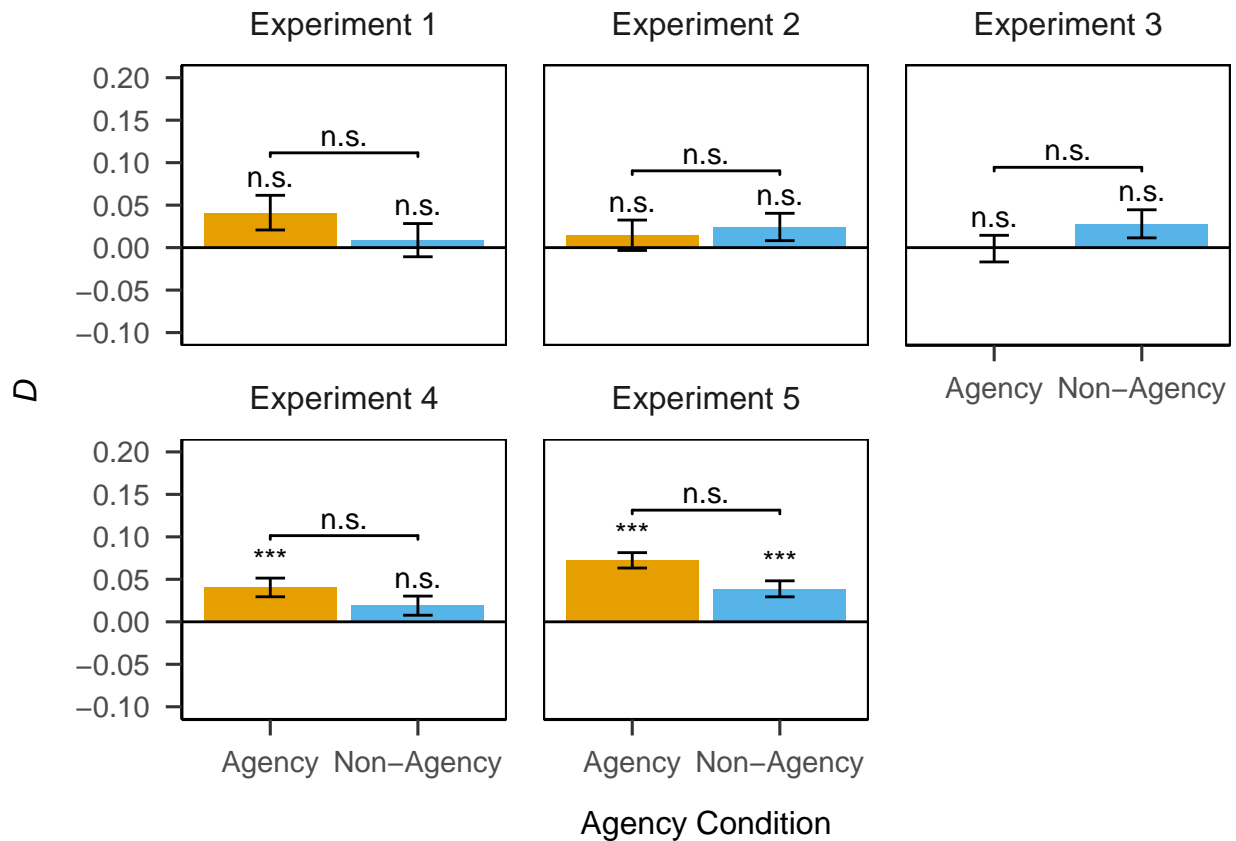 Experiment 1
Experiment 2
Experiment 3
0.20
0.15
0.10
0.05
0.00
−0.05
−0.10
n.s.
n.s.
n.s.
n.s.
n.s.
n.s.
n.s.
n.s.
n.s.
Agency
Non−Agency
D
Experiment 4
Experiment 5
0.20
0.15
0.10
0.05
0.00
−0.05
−0.10
n.s.
***
n.s.
n.s.
***
***
Agency
Non−Agency
Agency
Non−Agency
Agency Condition